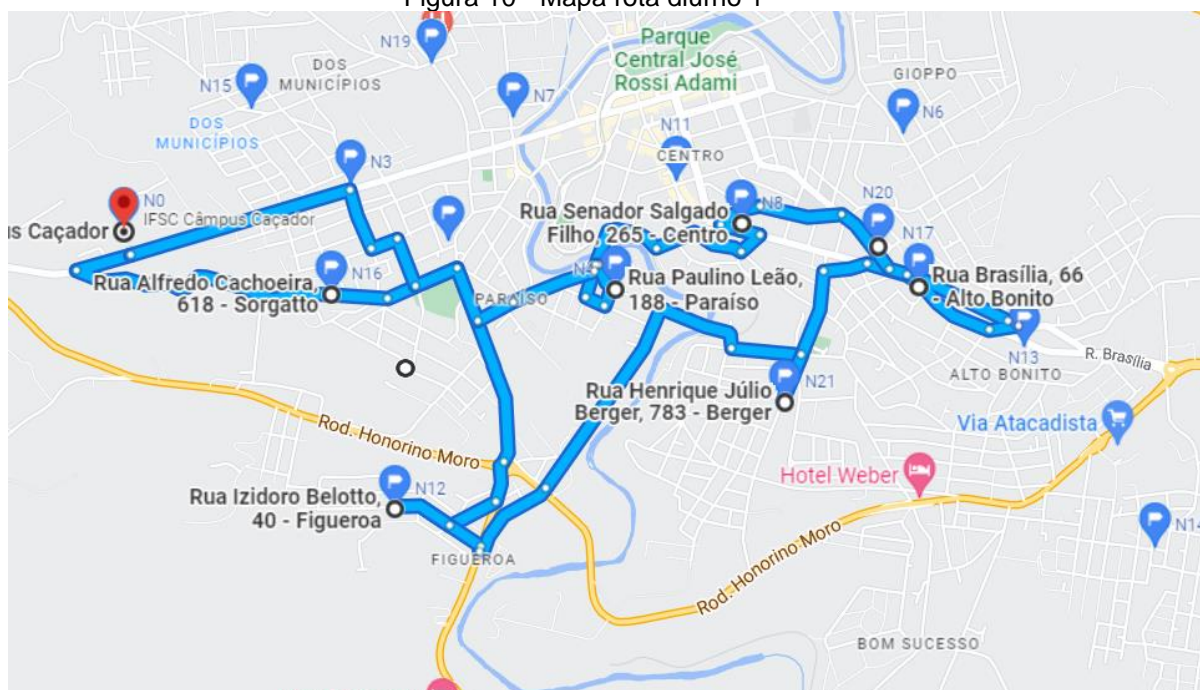 Figura 10 - Mapa rota diurno 1
N19
Parque
Central José
Rossi Adami
DOS
MUNICÍPIOS
GIOPPO
N15
N7
N6
DOS
MUNICÍPIOS
N11
CENTRO
N3
N0
IFSC Câmpus Caçador
s Caçador
Rua Senador Salgado
Filho, 265 - Centro
N8
N20
N17
Rua Alfredo Cachoeira,
618 - Sorgatto
N16
PARAÍSO
Rua Paulino Leão,
188 - Paraíso
Rua Brasília, 66
- Alto Bonito
N13
R. Brasília
ALTO BONITO
Rua Henrique Júlio
Berger, 783 - Berger
N21
Via Atacadista
Rod. Honorino Moro
Hotel Weber
Rua Izidoro Belotto,
40 - Figueroa
N12
N14
FIGUEROA
Rod. Honorino Moro
BOM SUCESSO